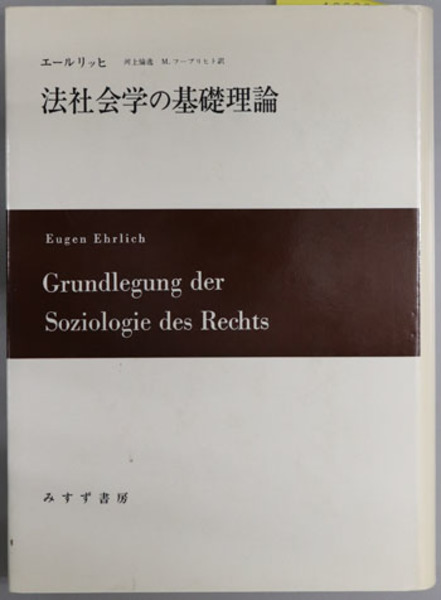 エールリッヒ 河上倫逸 M. フーブリヒト訳
法社会学の基礎理論
Eugen Ehrlich
Grundlegung der
Soziologie des Rechts
みすず書房